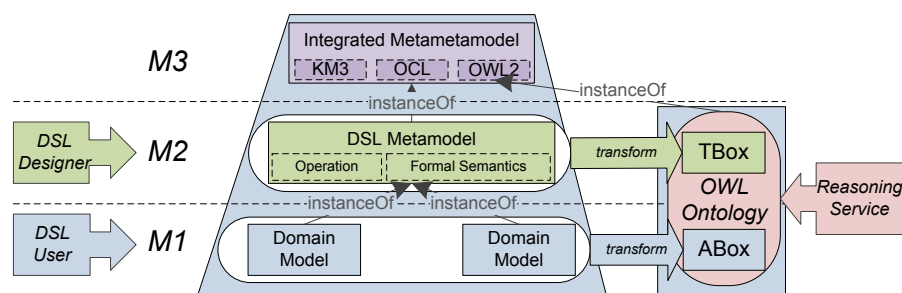 Integrated Metametamodel
M3
KM3
OCL
OWL2
instanceOf
instanceOf
DSL
Designer
M2
DSL Metamodel
Operation
Formal Semantics
transform
TBox
OWL
Ontology
Reasoning
Service
instanceOf
instanceOf
DSL
User
M1
Domain
Model
Domain
Model
transform
ABox